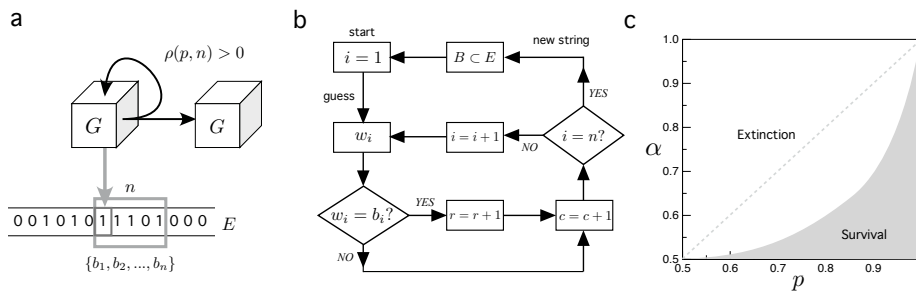 a
ρ(p, n) > 0
G
G
n
0 0 1 0 1 0 1 1 1 0 1 0 0 0
E
{b₁, b₂, ..., bₙ}
b
start
new string
i = 1
B ⊂ E
guess
YES
wᵢ
i = i + 1
NO
i = n?
wᵢ = bᵢ?
YES
r = r + 1
c = c + 1
NO
c
1.0
0.9
0.8
0.7
0.6
0.5
α
Extinction
Survival
0.5
0.6
0.8
0.9
p